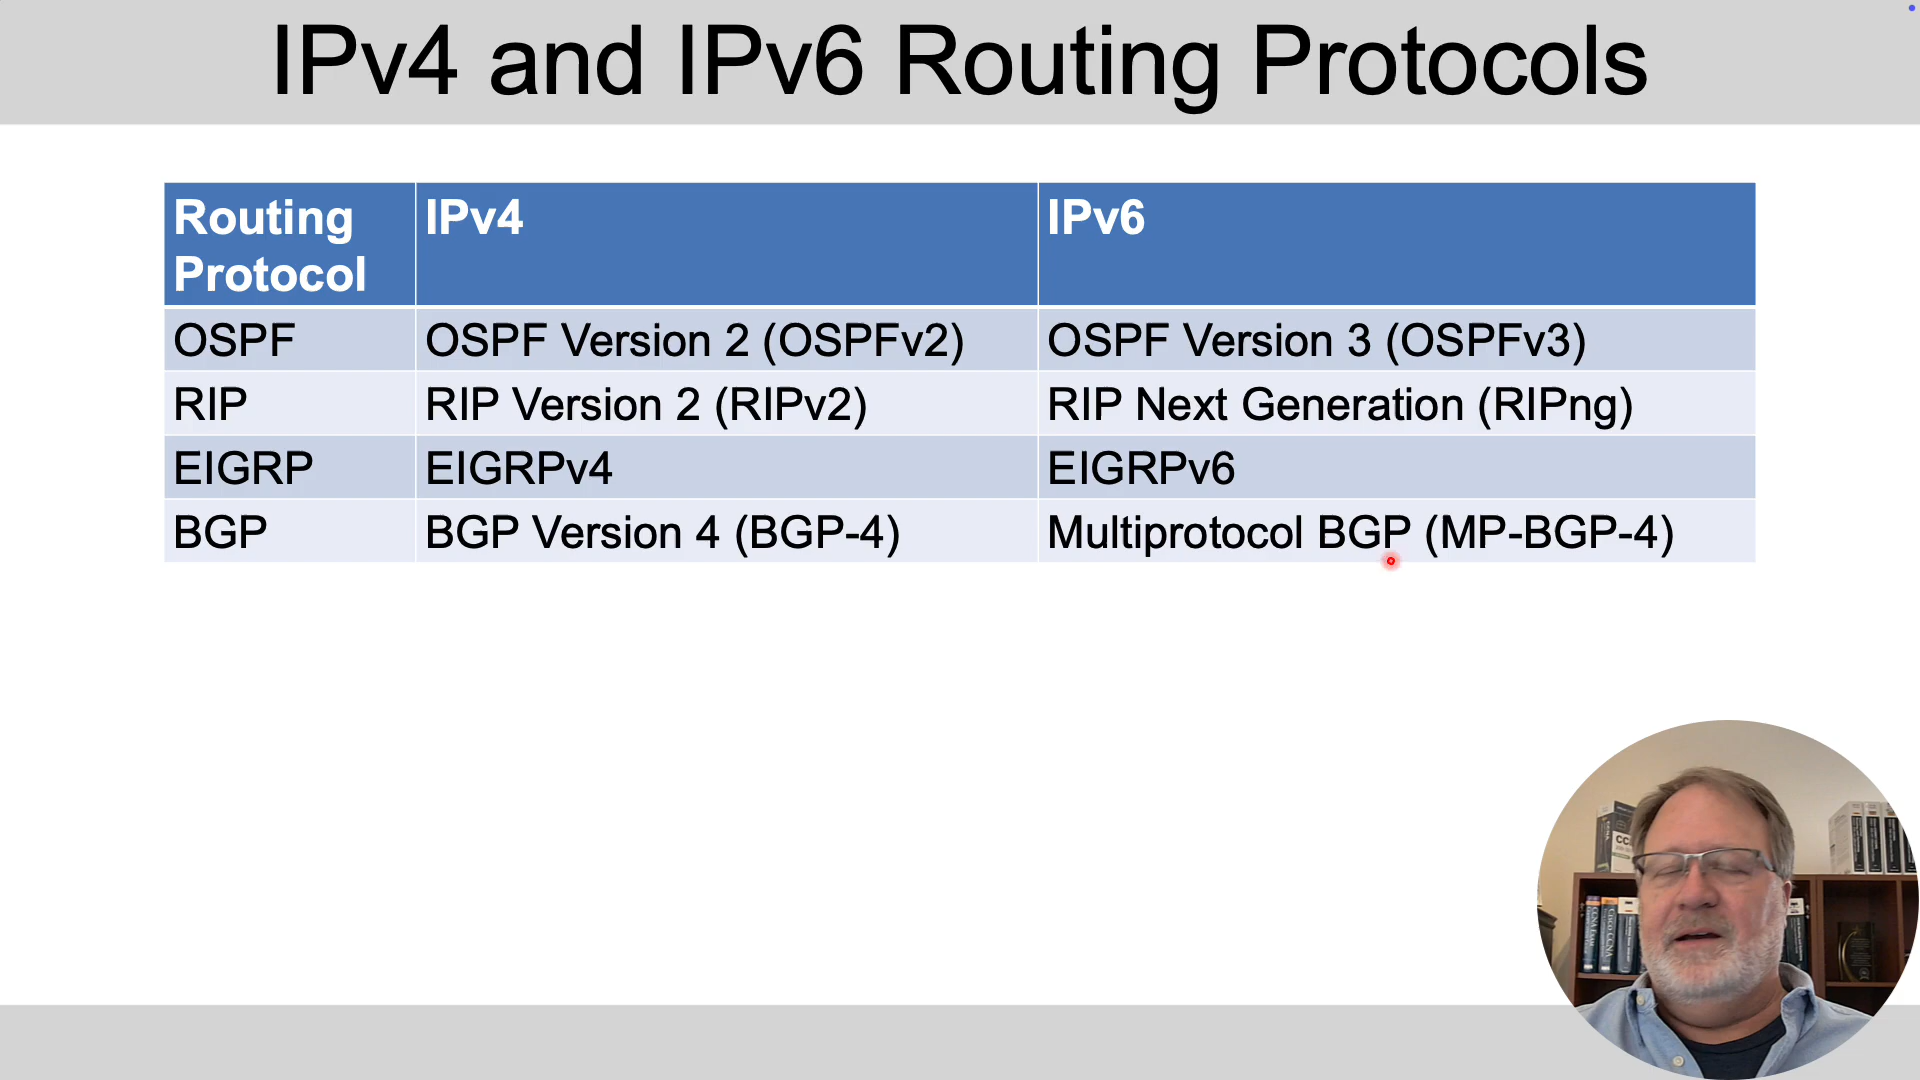 IPv4 and IPv6 Routing Protocols
Routing Protocol IPv4 IPv6
OSPF OSPF Version 2 (OSPFv2) OSPF Version 3 (OSPFv3)
RIP RIP Version 2 (RIPv2) RIP Next Generation (RIPng)
EIGRP EIGRPv4 EIGRPv6
BGP BGP Version 4 (BGP-4) Multiprotocol BGP (MP-BGP-4)
CCNA